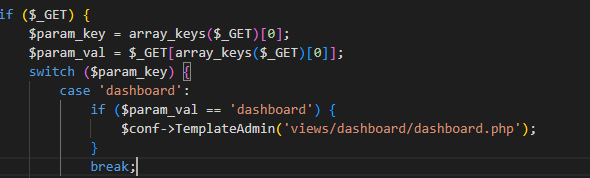 if ($_GET) {
$param_key = array_keys($_GET)[0];
$param_val = $_GET[array_keys($_GET)[0]];
switch ($param_key) {
case 'dashboard':
if ($param_val == 'dashboard') {
$conf->TemplateAdmin('views/dashboard/dashboard.php');
}
break;